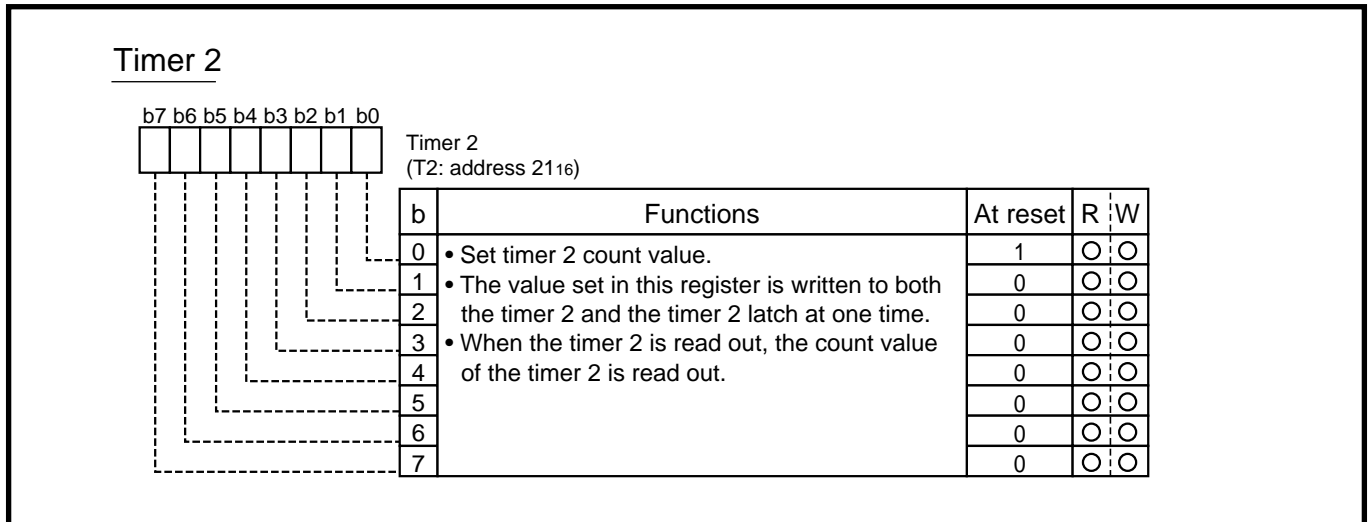 Timer 2
b7 b6 b5 b4 b3 b2 b1 b0
Timer 2
(T2: address 2116)
b Functions At reset R W
0 • Set timer 2 count value. 1 O O
1 • The value set in this register is written to both 0 O O
2 the timer 2 and the timer 2 latch at one time. 0 O O
3 • When the timer 2 is read out, the count value 0 O O
4 of the timer 2 is read out. 0 O O
5 0 O O
6 0 O O
7 0 O O